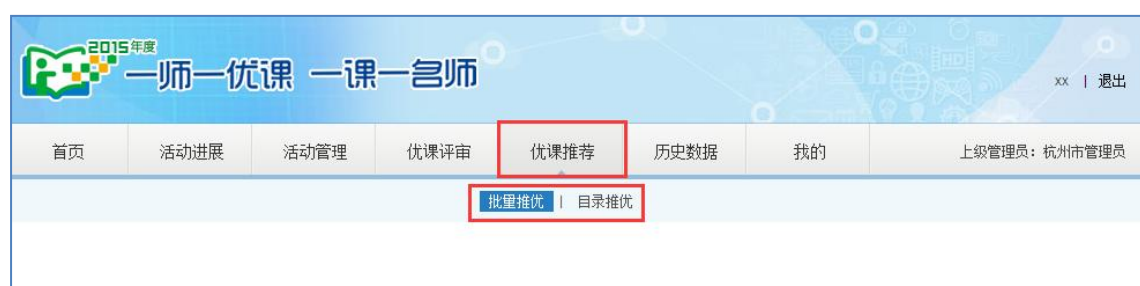 2015年度
一师一优课 一课一名师
xx | 退出
首页 活动进展 活动管理 优课评审 优课推荐 历史数据 我的 上级管理员：杭州市管理员
批量推优 | 目录推优
HD